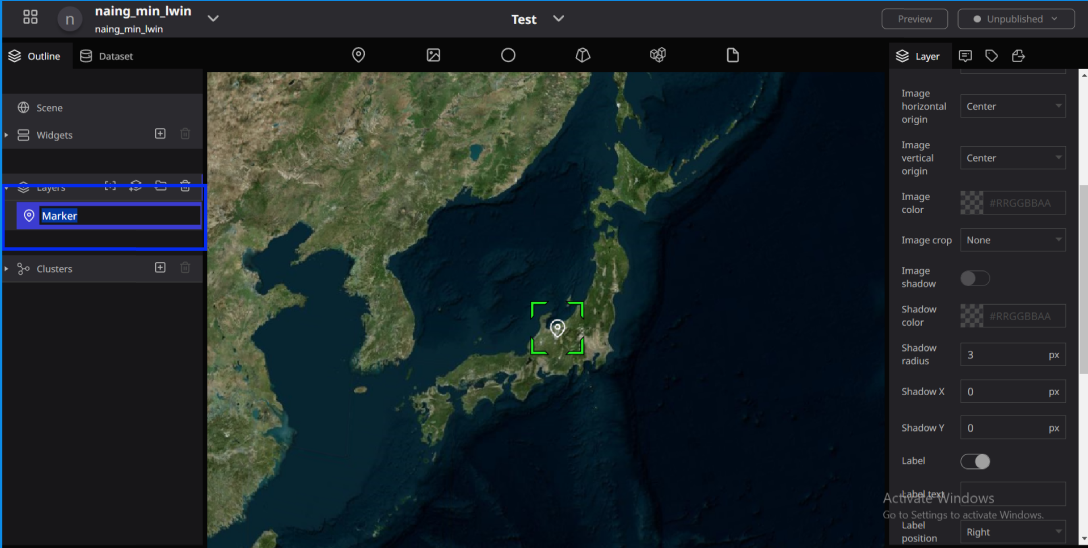 n
naing_min_lwin
naing_min_lwin
Test
Preview
Unpublished
Outline
Dataset
Layer
Scene
Widgets
Layers
Marker
Clusters
Image
horizontal
origin
Center
Image
vertical
origin
Center
Image
color
#RRGGBBAA
Image crop
None
Image
shadow
Shadow
color
#RRGGBBAA
Shadow
radius
3
px
Shadow X
0
px
Shadow Y
0
px
Label
Label text
Activate Windows
Go to Settings to activate Windows.
Label
position
Right